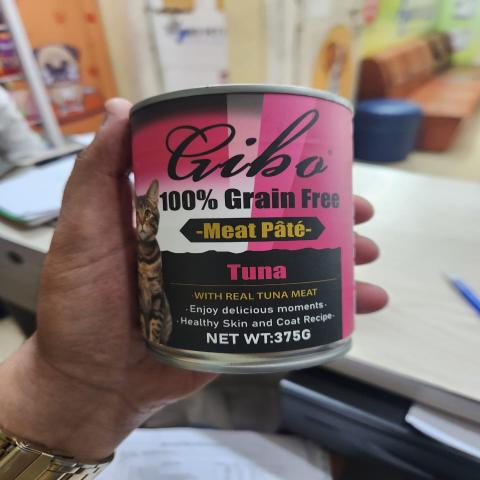 Gibo
100% Grain Free
-Meat Pâté-
Tuna
·WITH REAL TUNA MEAT
·Enjoy delicious moments·
·Healthy Skin and Coat Recipe·
NET WT:375G